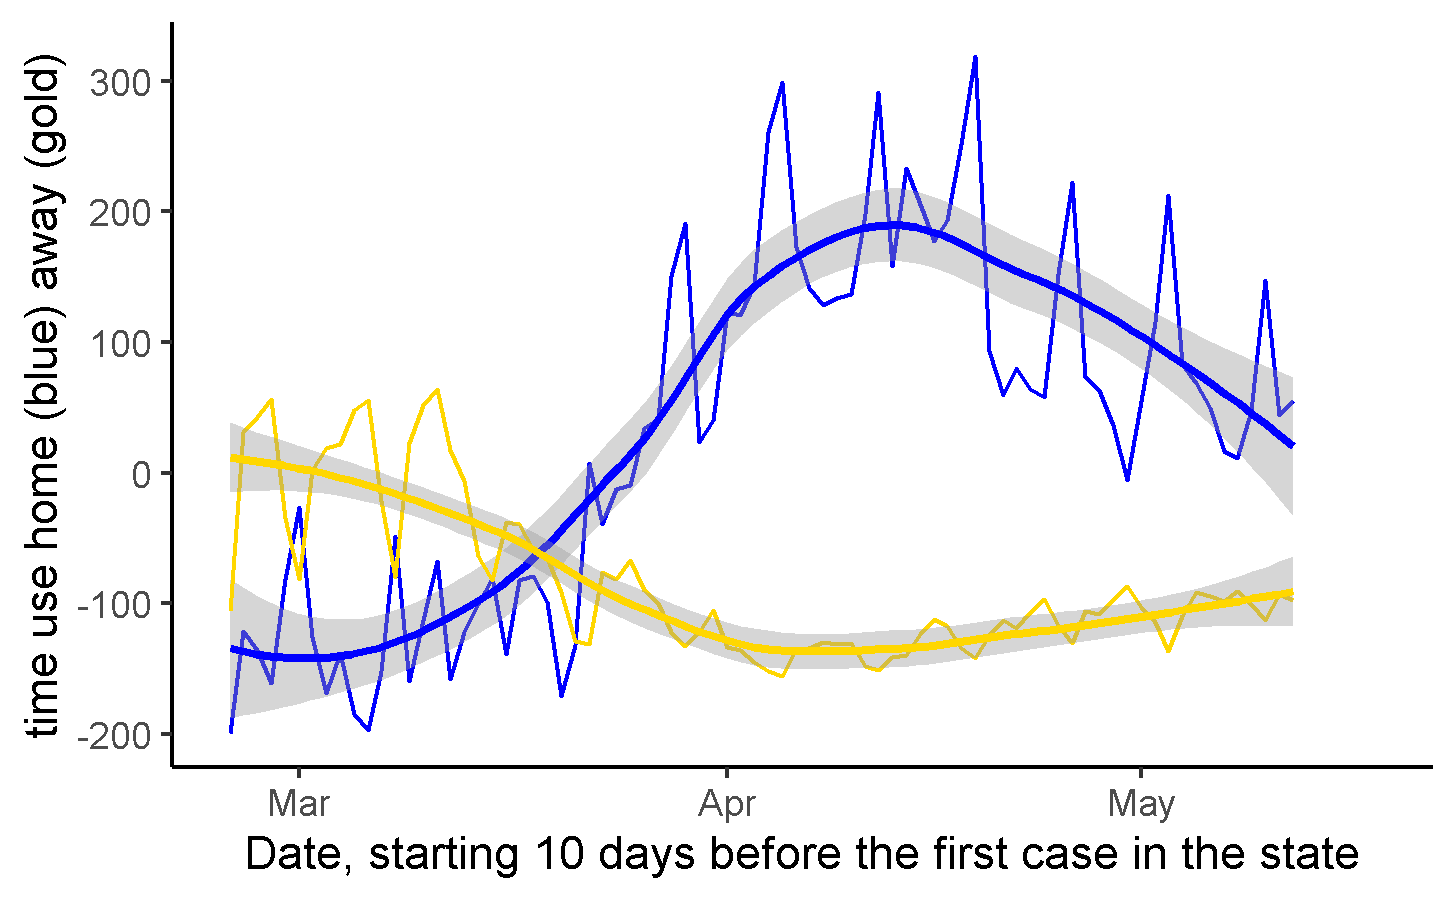 time use home (blue) away (gold)
300
200
100
0
-100
-200
Mar Apr May
Date, starting 10 days before the first case in the state